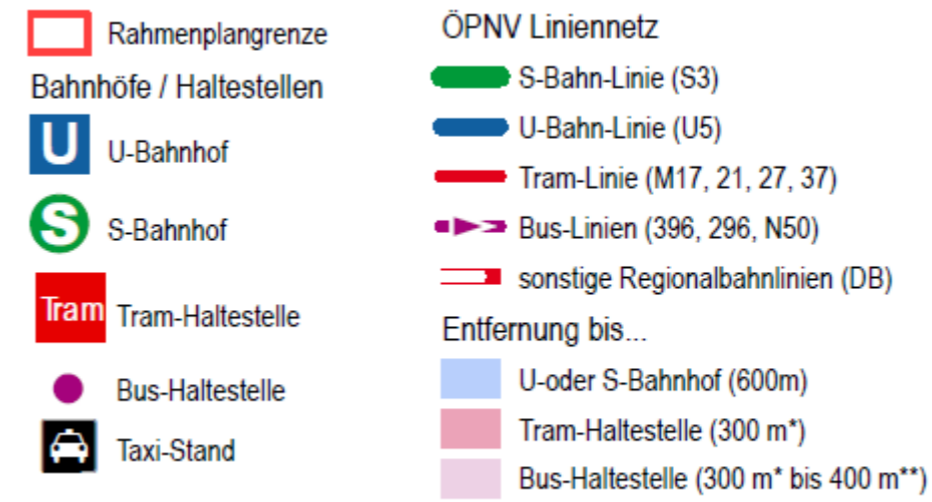 Rahmenplangrenze
Bahnhöfe / Haltestellen
U
U-Bahnhof
S
S-Bahnhof
Tram
Tram-Haltestelle
Bus-Haltestelle
Taxi-Stand
ÖPNV Liniennetz
S-Bahn-Linie (S3)
U-Bahn-Linie (U5)
Tram-Linie (M17, 21, 27, 37)
Bus-Linien (396, 296, N50)
sonstige Regionalbahnlinien (DB)
Entfernung bis...
U-oder S-Bahnhof (600m)
Tram-Haltestelle (300 m*)
Bus-Haltestelle (300 m* bis 400 m**)